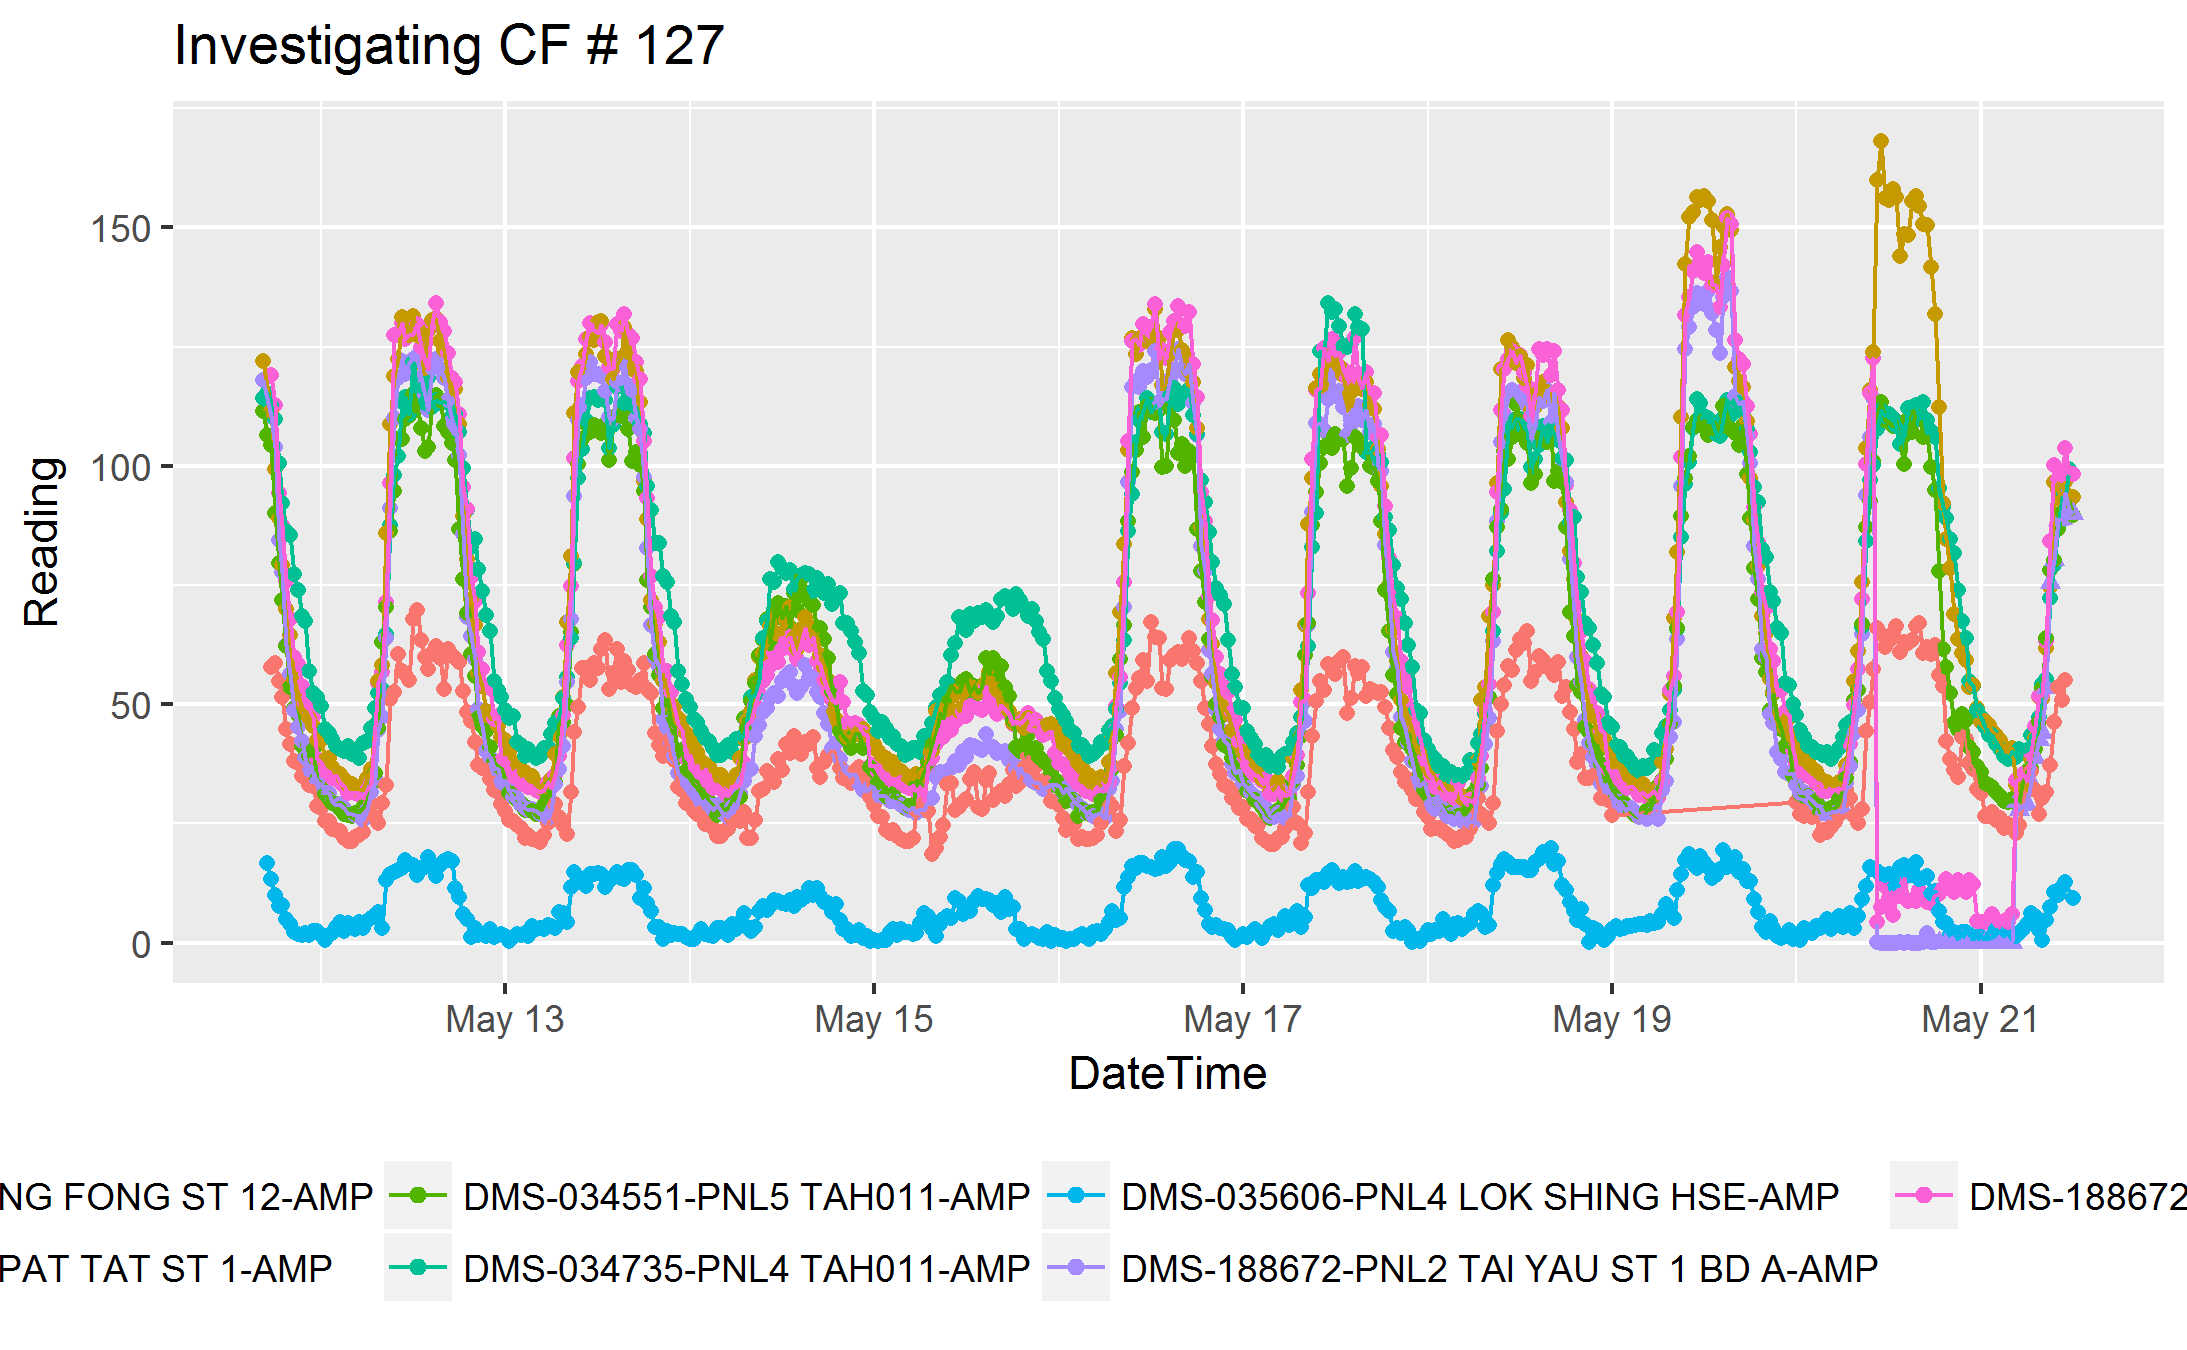 Investigating CF # 127
150
100
50
0
Reading
May 13 May 15 May 17 May 19 May 21
DateTime
NG FONG ST 12-AMP DMS-034551-PNL5 TAH011-AMP DMS-035606-PNL4 LOK SHING HSE-AMP DMS-188672
PAT TAT ST 1-AMP DMS-034735-PNL4 TAH011-AMP DMS-188672-PNL2 TAI YAU ST 1 BD A-AMP